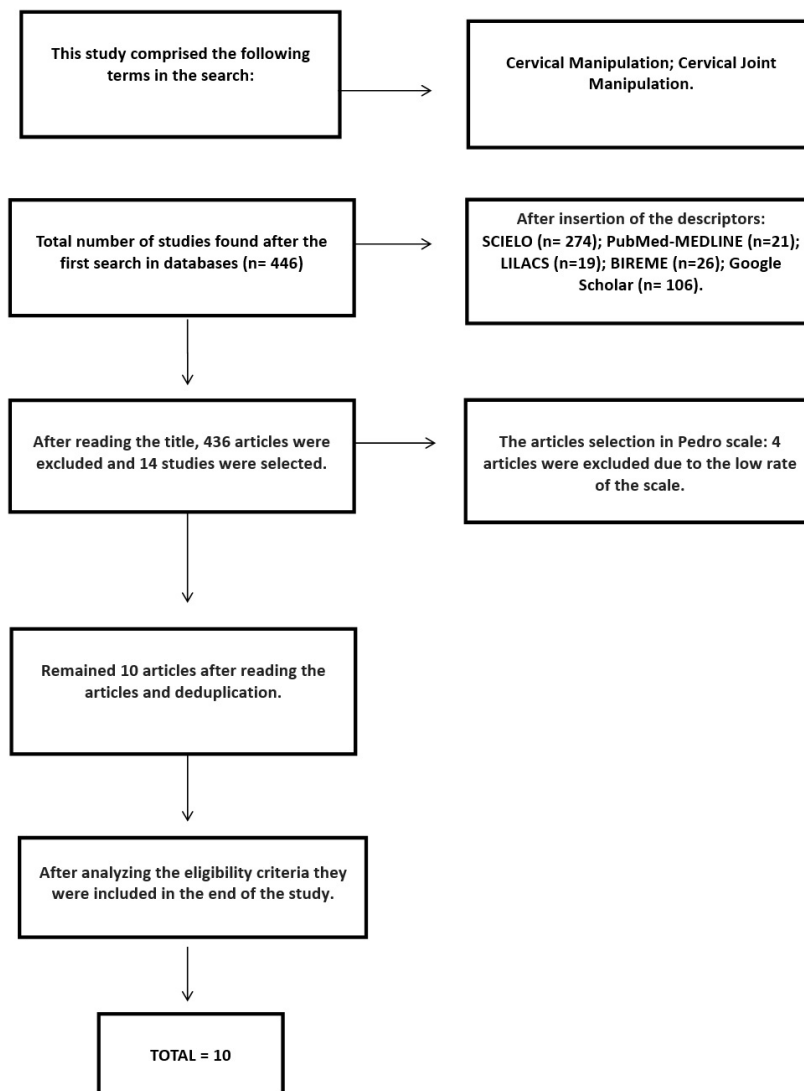 This study comprised the following
terms in the search:
Cervical Manipulation; Cervical Joint
Manipulation.
Total number of studies found after the
first search in databases (n= 446)
After insertion of the descriptors:
SCIELO (n= 274); PubMed-MEDLINE (n=21);
LILACS (n=19); BIREME (n=26); Google
Scholar (n= 106).
After reading the title, 436 articles were
excluded and 14 studies were selected.
The articles selection in Pedro scale: 4
articles were excluded due to the low rate
of the scale.
Remained 10 articles after reading the
articles and deduplication.
After analyzing the eligibility criteria they
were included in the end of the study.
TOTAL = 10